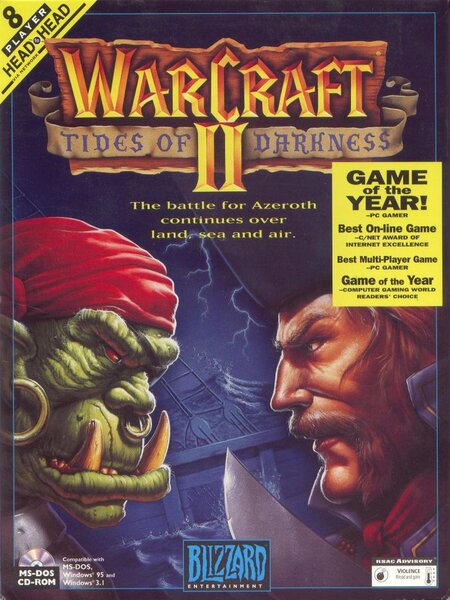 8
PLAYER
HEAD TO HEAD
WARCRAFT
II
TIDES OF DARKNESS
The battle for Azeroth
continues over
land, sea and air.
GAME
of the
YEAR!
–PC GAMER
Best On-line Game
–C/NET AWARD OF
INTERNET EXCELLENCE
Best Multi-Player Game
–PC GAMER
Game of the Year
–COMPUTER GAMING WORLD
READERS' CHOICE
MS-DOS
CD-ROM
Compatible with
MS-DOS,
Windows 95 and
Windows 3.1
BLIZZARD
ENTERTAINMENT
RSAC ADVISORY
VIOLENCE
Blood and gore